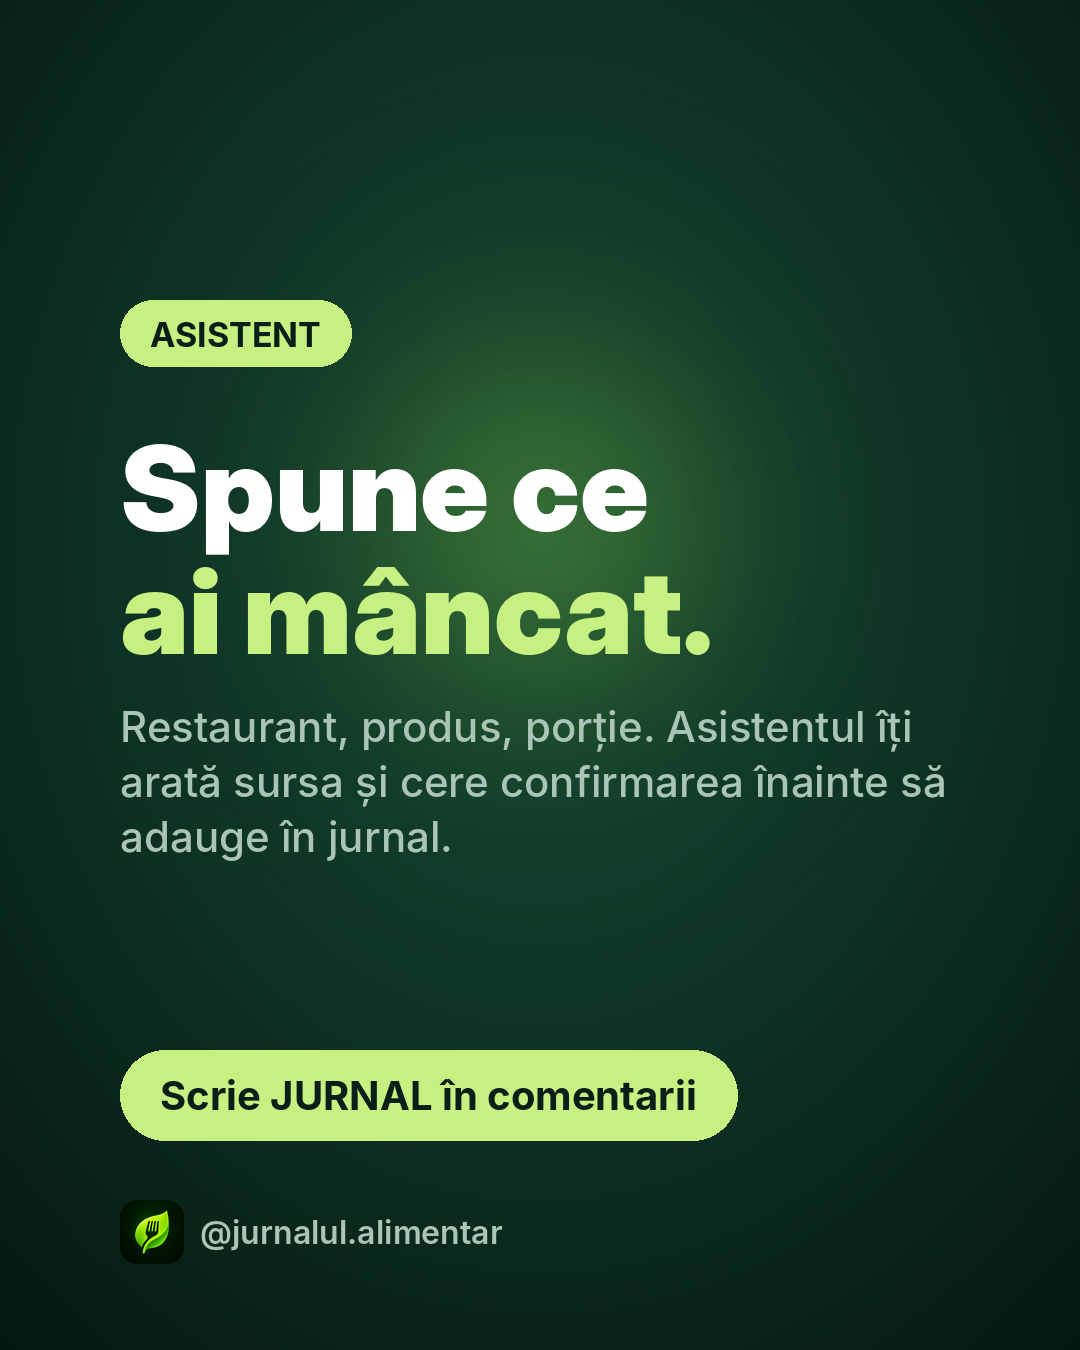 ASISTENT
Spune ce
ai mâncat.
Restaurant, produs, porție. Asistentul îți
arată sursa și cere confirmarea înainte să
adauge în jurnal.
Scrie JURNAL în comentarii
@jurnalul.alimentar